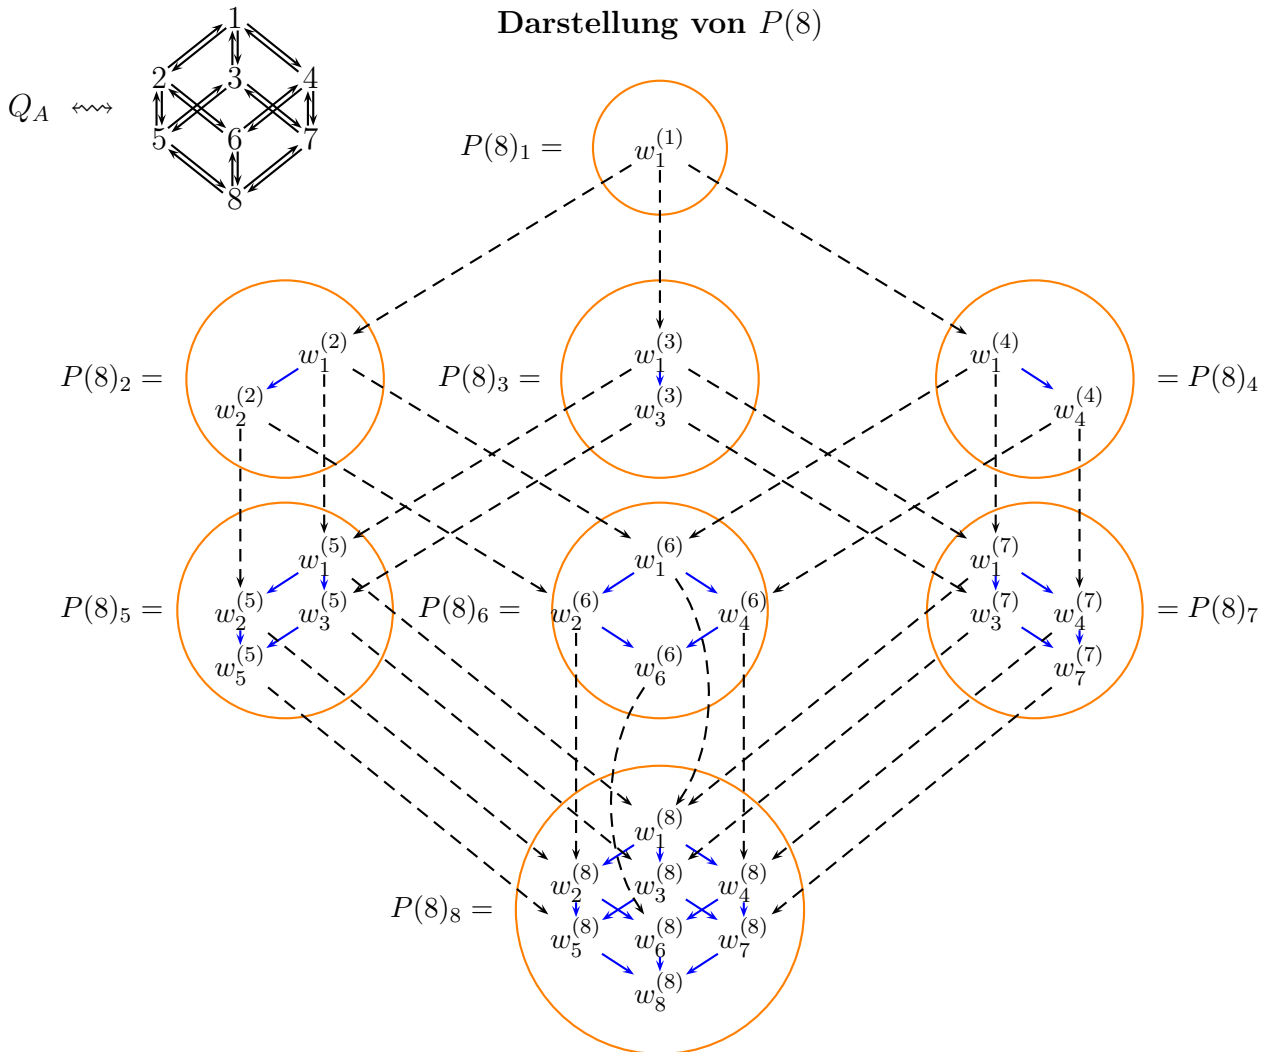 Darstellung von $P(8)$
1
2 3 4
$Q_A$ ⇜⇝
5 6 7
8
$P(8)_1 =$ $w_1^{(1)}$
$P(8)_2 =$ $w_1^{(2)}$ $w_2^{(2)}$
$P(8)_3 =$ $w_1^{(3)}$ $w_3^{(3)}$
$w_1^{(4)}$ $w_4^{(4)}$ $= P(8)_4$
$P(8)_5 =$ $w_1^{(5)}$ $w_2^{(5)}$ $w_3^{(5)}$ $w_5^{(5)}$
$P(8)_6 =$ $w_1^{(6)}$ $w_2^{(6)}$ $w_4^{(6)}$ $w_6^{(6)}$
$w_1^{(7)}$ $w_3^{(7)}$ $w_4^{(7)}$ $w_7^{(7)}$ $= P(8)_7$
$w_1^{(8)}$
$w_2^{(8)}$ $w_3^{(8)}$ $w_4^{(8)}$
$P(8)_8 =$
$w_5^{(8)}$ $w_6^{(8)}$ $w_7^{(8)}$
$w_8^{(8)}$